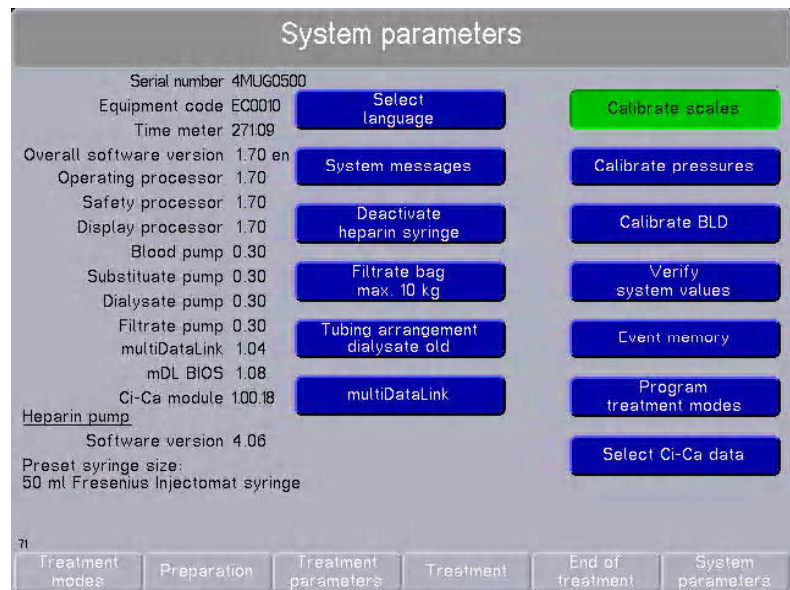 System parameters
Serial number 4MUG0500
Equipment code EC0010
Time meter 271:09
Overall software version 1.70 en
Operating processor 1.70
Safety processor 1.70
Display processor 1.70
Blood pump 0.30
Substituate pump 0.30
Dialysate pump 0.30
Filtrate pump 0.30
multiDataLink 1.04
mDL BIOS 1.08
Ci-Ca module 1.00.18
Heparin pump
Software version 4.06
Preset syringe size:
50 ml Fresenius Injectomat syringe
Select
language
System messages
Deactivate
heparin syringe
Filtrate bag
max. 10 kg
Tubing arrangement
dialysate old
multiDataLink
Calibrate scales
Calibrate pressures
Calibrate BLD
Verify
system values
Event memory
Program
treatment modes
Select Ci-Ca data
71
Treatment
modes
Preparation
Treatment
parameters
Treatment
End of
treatment
System
parameters